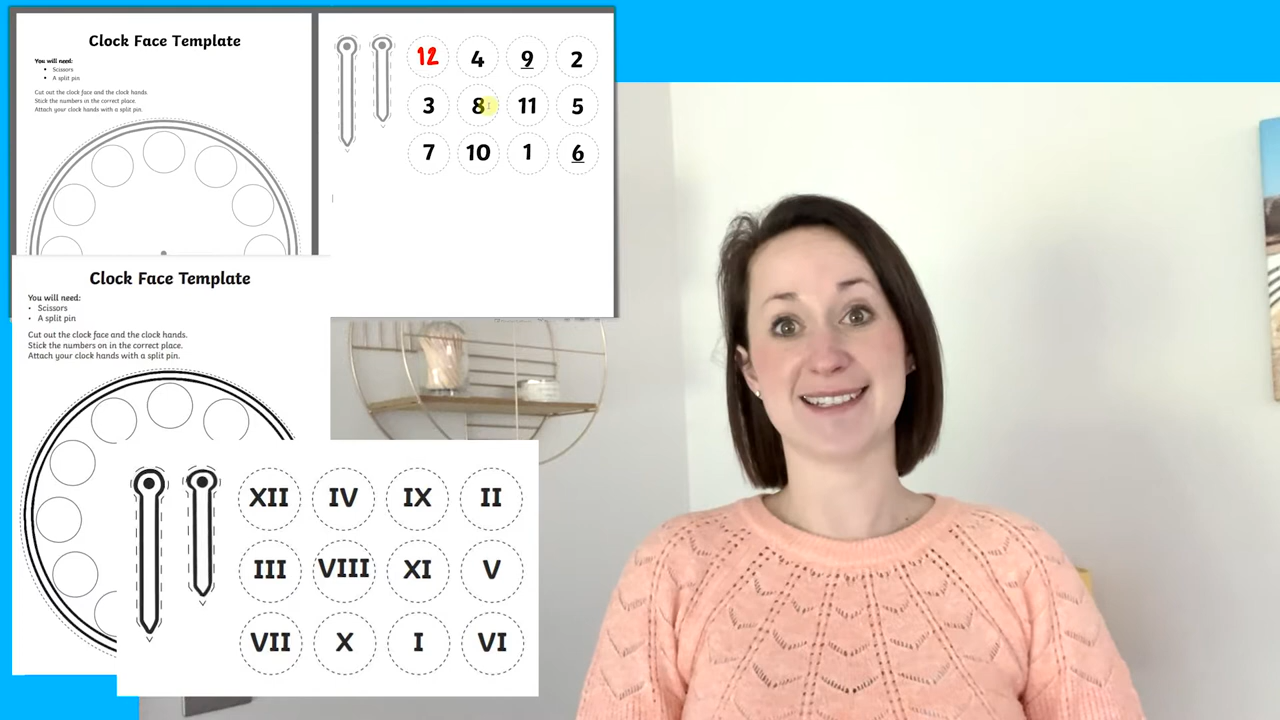 Clock Face Template
You will need:
• Scissors
• A split pin
Cut out the clock face and the clock hands.
Stick the numbers in the correct place.
Attach your clock hands with a split pin.
12 4 9 2
3 8 11 5
7 10 1 6
Clock Face Template
You will need:
• Scissors
• A split pin
Cut out the clock face and the clock hands.
Stick the numbers on in the correct place.
Attach your clock hands with a split pin.
XII IV IX II
III VIII XI V
VII X I VI